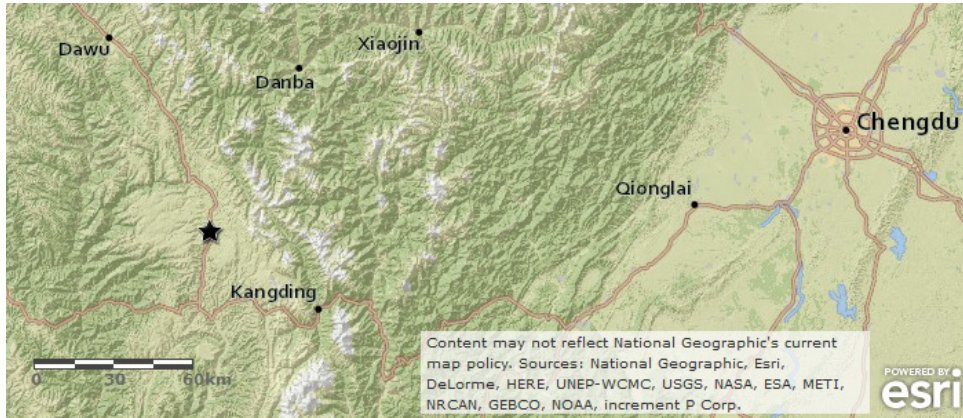 Dawu
Xiaojin
Danba
Chengdu
Qionglai
Kangding
0 30 60km
Content may not reflect National Geographic's current
map policy. Sources: National Geographic, Esri,
DeLorme, HERE, UNEP-WCMC, USGS, NASA, ESA, METI,
NRCAN, GEBCO, NOAA, increment P Corp.
POWERED BY
esri